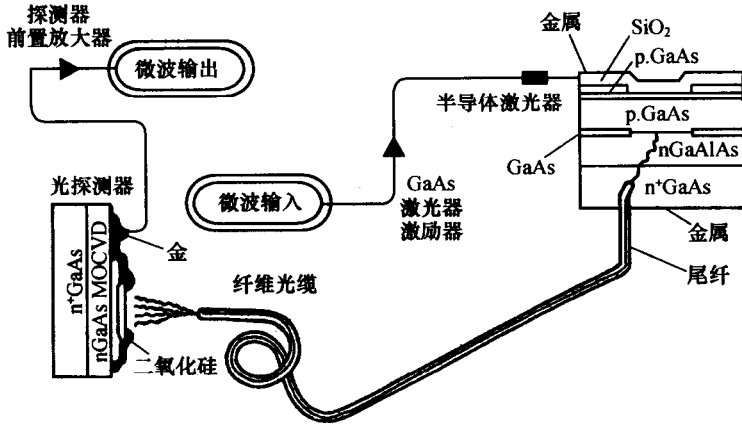 探测器
前置放大器
微波输出
金属
SiO₂
p.GaAs
半导体激光器
p.GaAs
GaAs
nGaAlAs
n⁺GaAs
金属
尾纤
微波输入
GaAs
激光器
激励器
光探测器
n⁺GaAs
nGaAs MOCVD
金
纤维光缆
二氧化硅